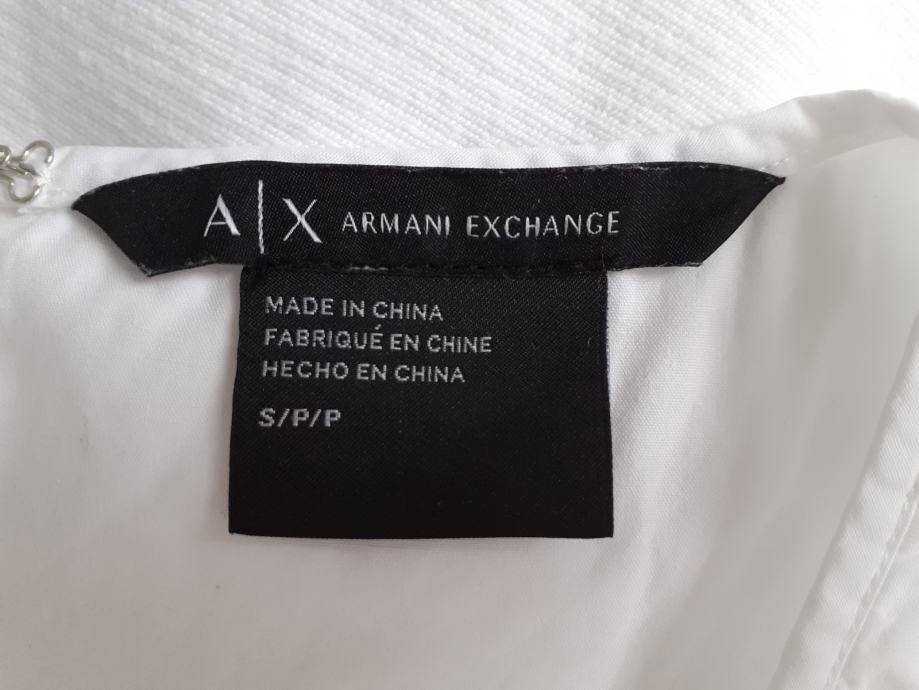 A|X ARMANI EXCHANGE
MADE IN CHINA
FABRIQUÉ EN CHINE
HECHO EN CHINA
S/P/P